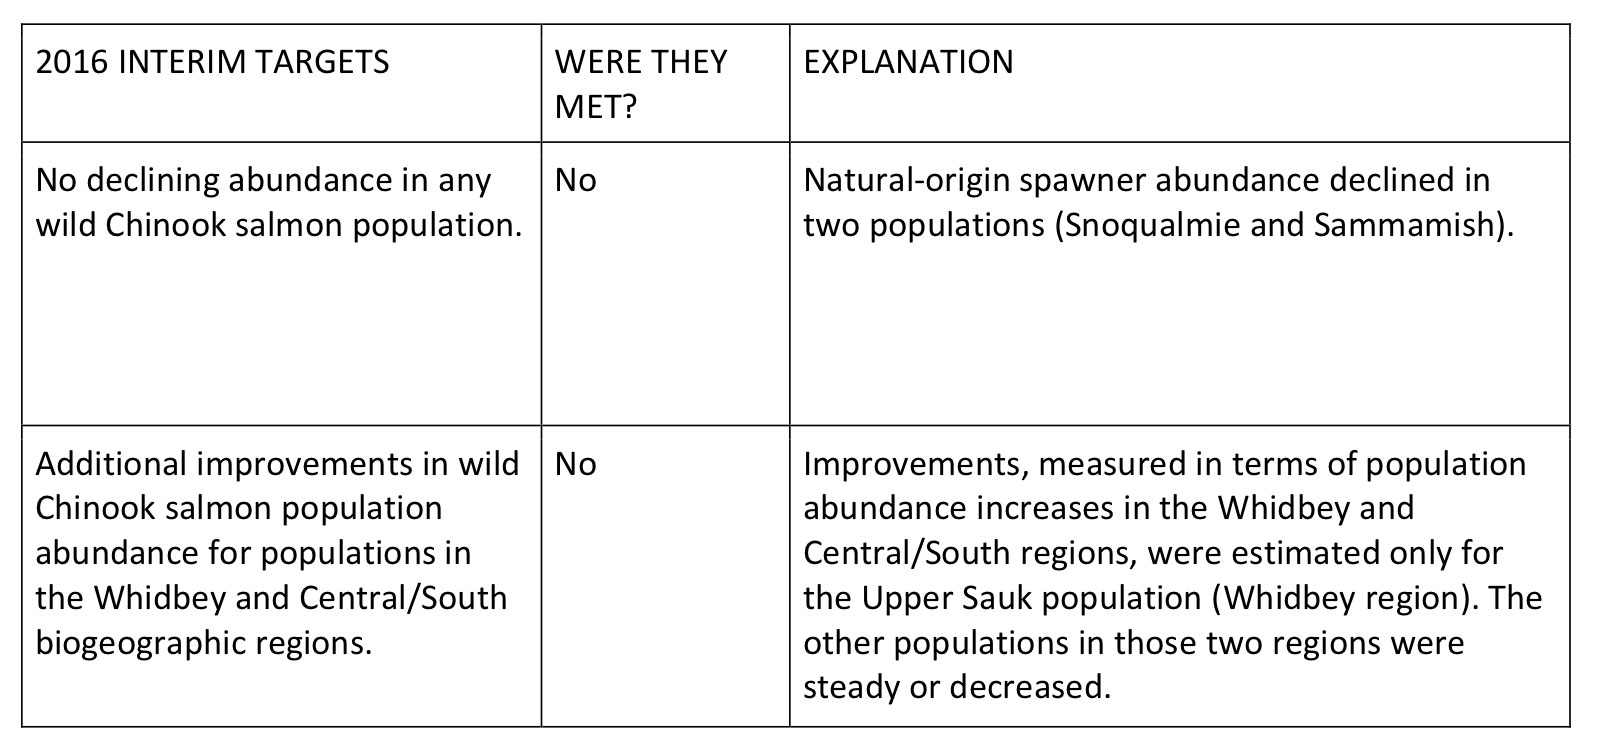 2016 INTERIM TARGETS
WERE THEY
MET?
EXPLANATION
No declining abundance in any
wild Chinook salmon population.
No
Natural-origin spawner abundance declined in
two populations (Snoqualmie and Sammamish).
Additional improvements in wild
Chinook salmon population
abundance for populations in
the Whidbey and Central/South
biogeographic regions.
No
Improvements, measured in terms of population
abundance increases in the Whidbey and
Central/South regions, were estimated only for
the Upper Sauk population (Whidbey region). The
other populations in those two regions were
steady or decreased.